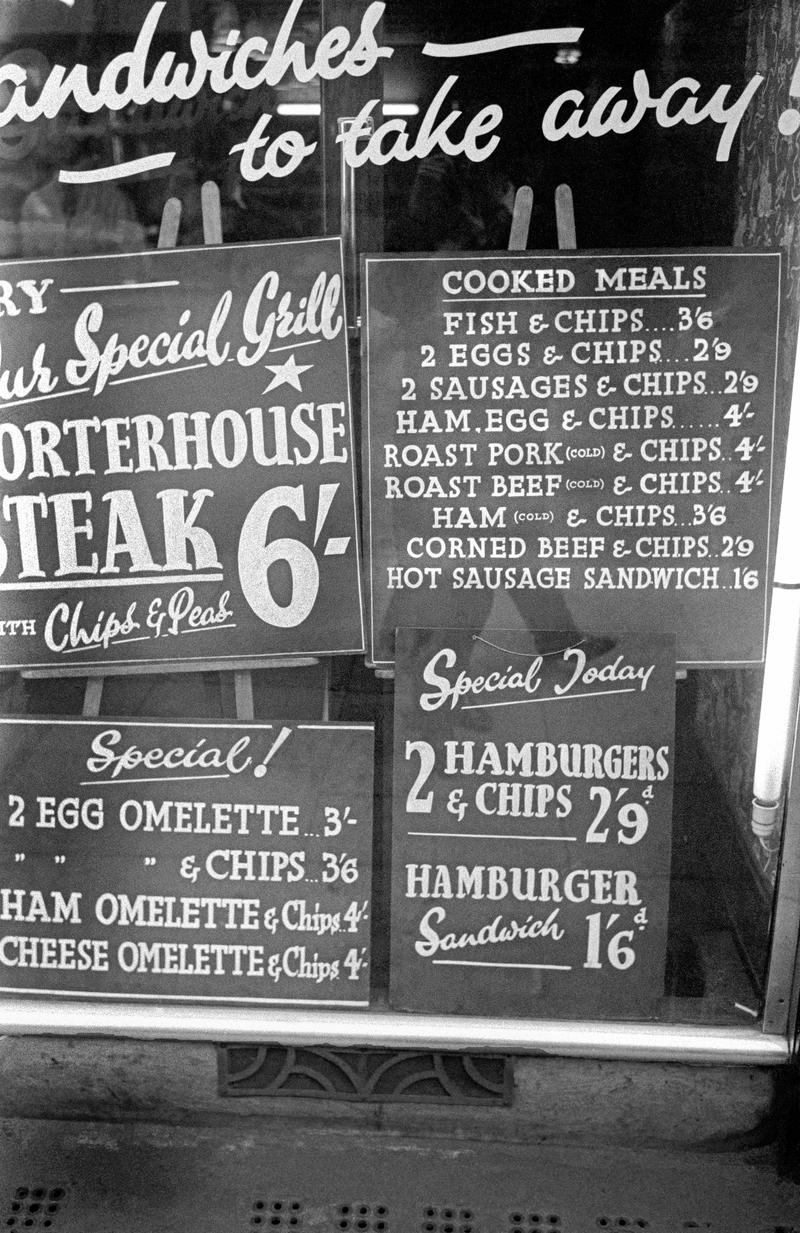 andwiches —
— to take away!
RY —
ur Special Grill
ORTERHOUSE
STEAK 6/-
ITH Chips & Peas
COOKED MEALS
FISH & CHIPS....3/6
2 EGGS & CHIPS...2/9
2 SAUSAGES & CHIPS..2/9
HAM, EGG & CHIPS.....4/-
ROAST PORK (COLD) & CHIPS..4/-
ROAST BEEF (COLD) & CHIPS..4/-
HAM (COLD) & CHIPS...3/6
CORNED BEEF & CHIPS..2/9
HOT SAUSAGE SANDWICH..1/6
Special!
2 EGG OMELETTE...3/-
" " " & CHIPS...3/6
HAM OMELETTE & Chips..4/-
CHEESE OMELETTE & Chips 4/-
Special Today
2 HAMBURGERS
& CHIPS 2/9d
HAMBURGER
Sandwich 1/6d